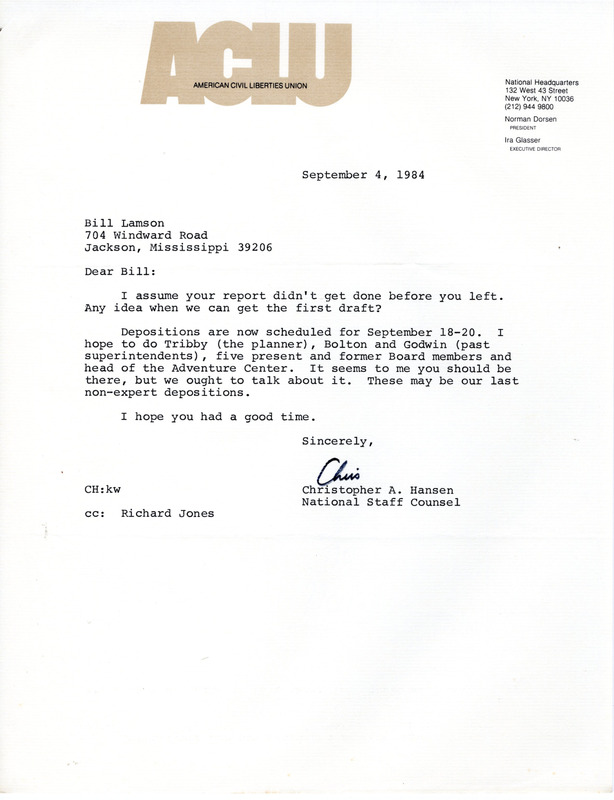 ACLU
AMERICAN CIVIL LIBERTIES UNION
National Headquarters
132 West 43 Street
New York, NY 10036
(212) 944 9800
Norman Dorsen
PRESIDENT
Ira Glasser
EXECUTIVE DIRECTOR
September 4, 1984
Bill Lamson
704 Windward Road
Jackson, Mississippi 39206
Dear Bill:
I assume your report didn't get done before you left.
Any idea when we can get the first draft?
Depositions are now scheduled for September 18-20. I
hope to do Tribby (the planner), Bolton and Godwin (past
superintendents), five present and former Board members and
head of the Adventure Center. It seems to me you should be
there, but we ought to talk about it. These may be our last
non-expert depositions.
I hope you had a good time.
Sincerely,
Chris
CH:kw
Christopher A. Hansen
National Staff Counsel
cc: Richard Jones